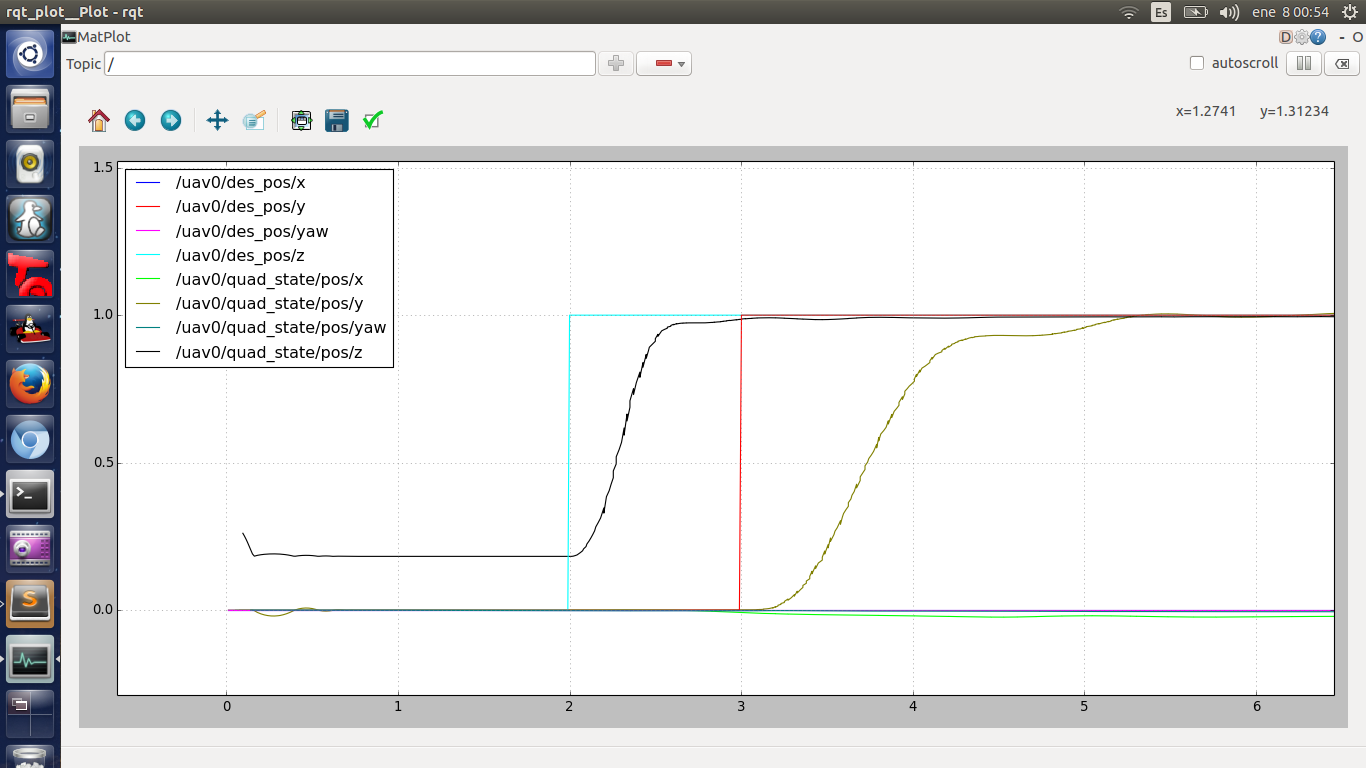 rqt_plot__Plot - rqt
Es
ene 8 00:54
MatPlot
D
?
- O
Topic /
autoscroll
x=1.2741 y=1.31234
1.5
1.0
0.5
0.0
/uav0/des_pos/x
/uav0/des_pos/y
/uav0/des_pos/yaw
/uav0/des_pos/z
/uav0/quad_state/pos/x
/uav0/quad_state/pos/y
/uav0/quad_state/pos/yaw
/uav0/quad_state/pos/z
0 1 2 3 4 5 6
>_
S